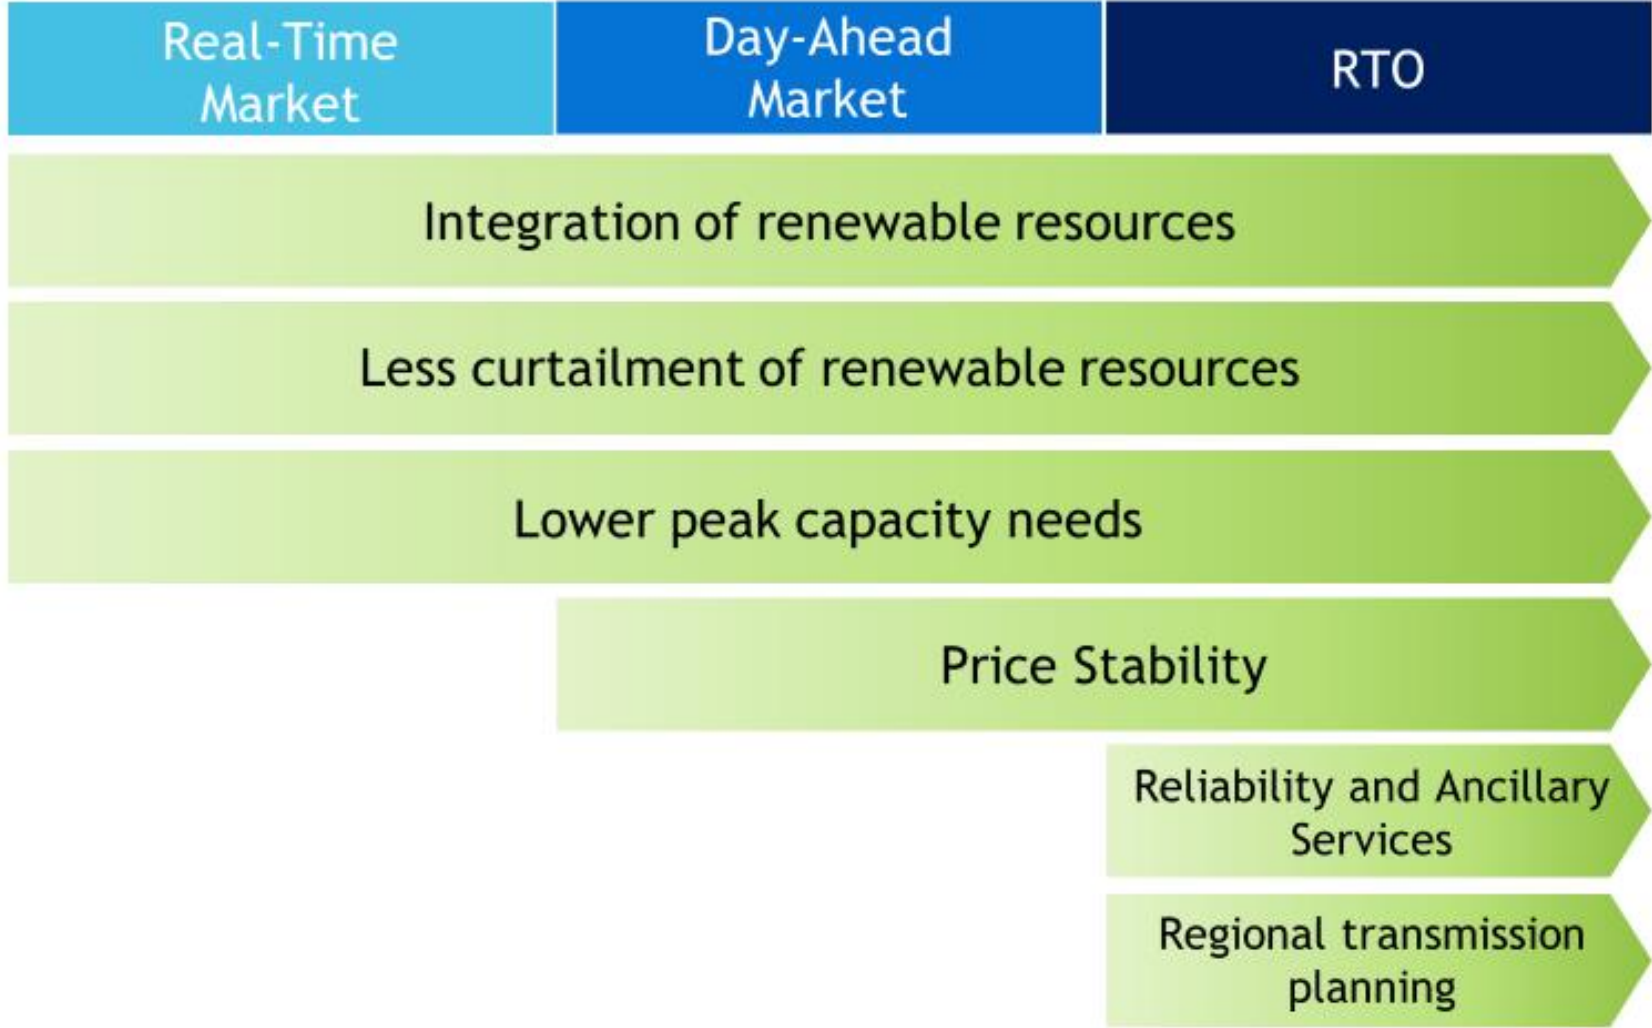 Real-Time
Market
Day-Ahead
Market
RTO
Integration of renewable resources
Less curtailment of renewable resources
Lower peak capacity needs
Price Stability
Reliability and Ancillary
Services
Regional transmission
planning